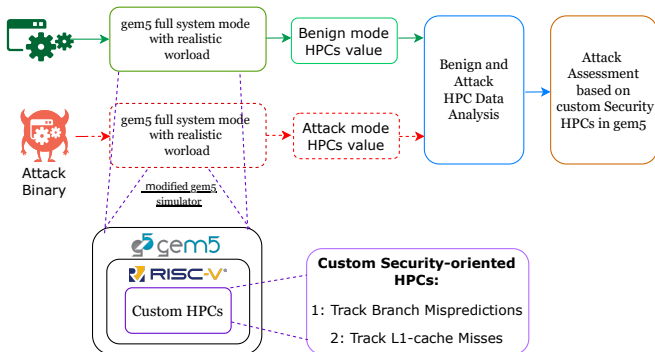 gem5 full system mode
with realistic
worload
Benign mode
HPCs value
Benign and
Attack
HPC Data
Analysis
Attack
Assessment
based on
custom Security
HPCs in gem5
gem5 full system mode
with realistic
worload
Attack mode
HPCs value
Attack
Binary
modified gem5
simulator
g5 gem5
RISC-V®
Custom HPCs
Custom Security-oriented
HPCs:
1: Track Branch Mispredictions
2: Track L1-cache Misses